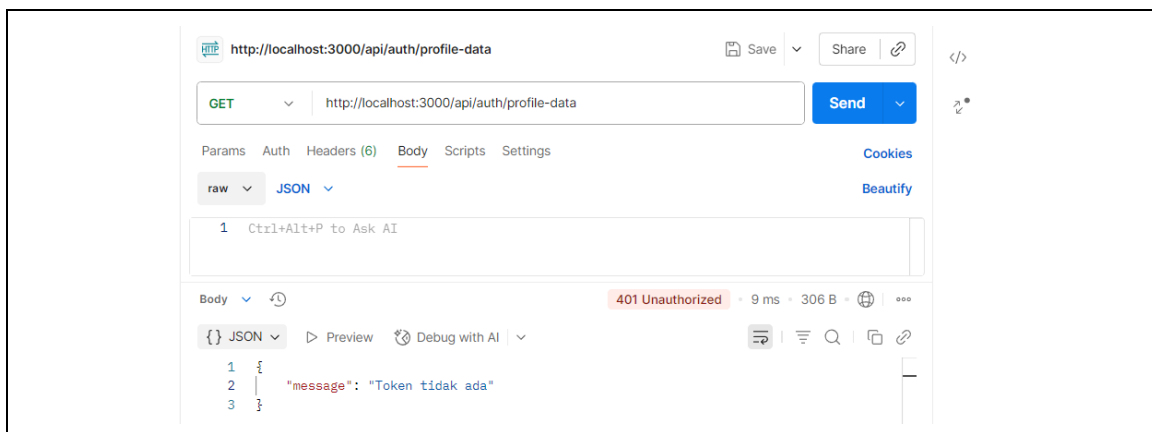 HTTP http://localhost:3000/api/auth/profile-data Save Share
GET http://localhost:3000/api/auth/profile-data Send
Params Auth Headers (6) Body Scripts Settings Cookies
raw JSON Beautify
1 Ctrl+Alt+P to Ask AI
Body 401 Unauthorized 9 ms 306 B
{} JSON Preview Debug with AI
1 {
2 "message": "Token tidak ada"
3 }